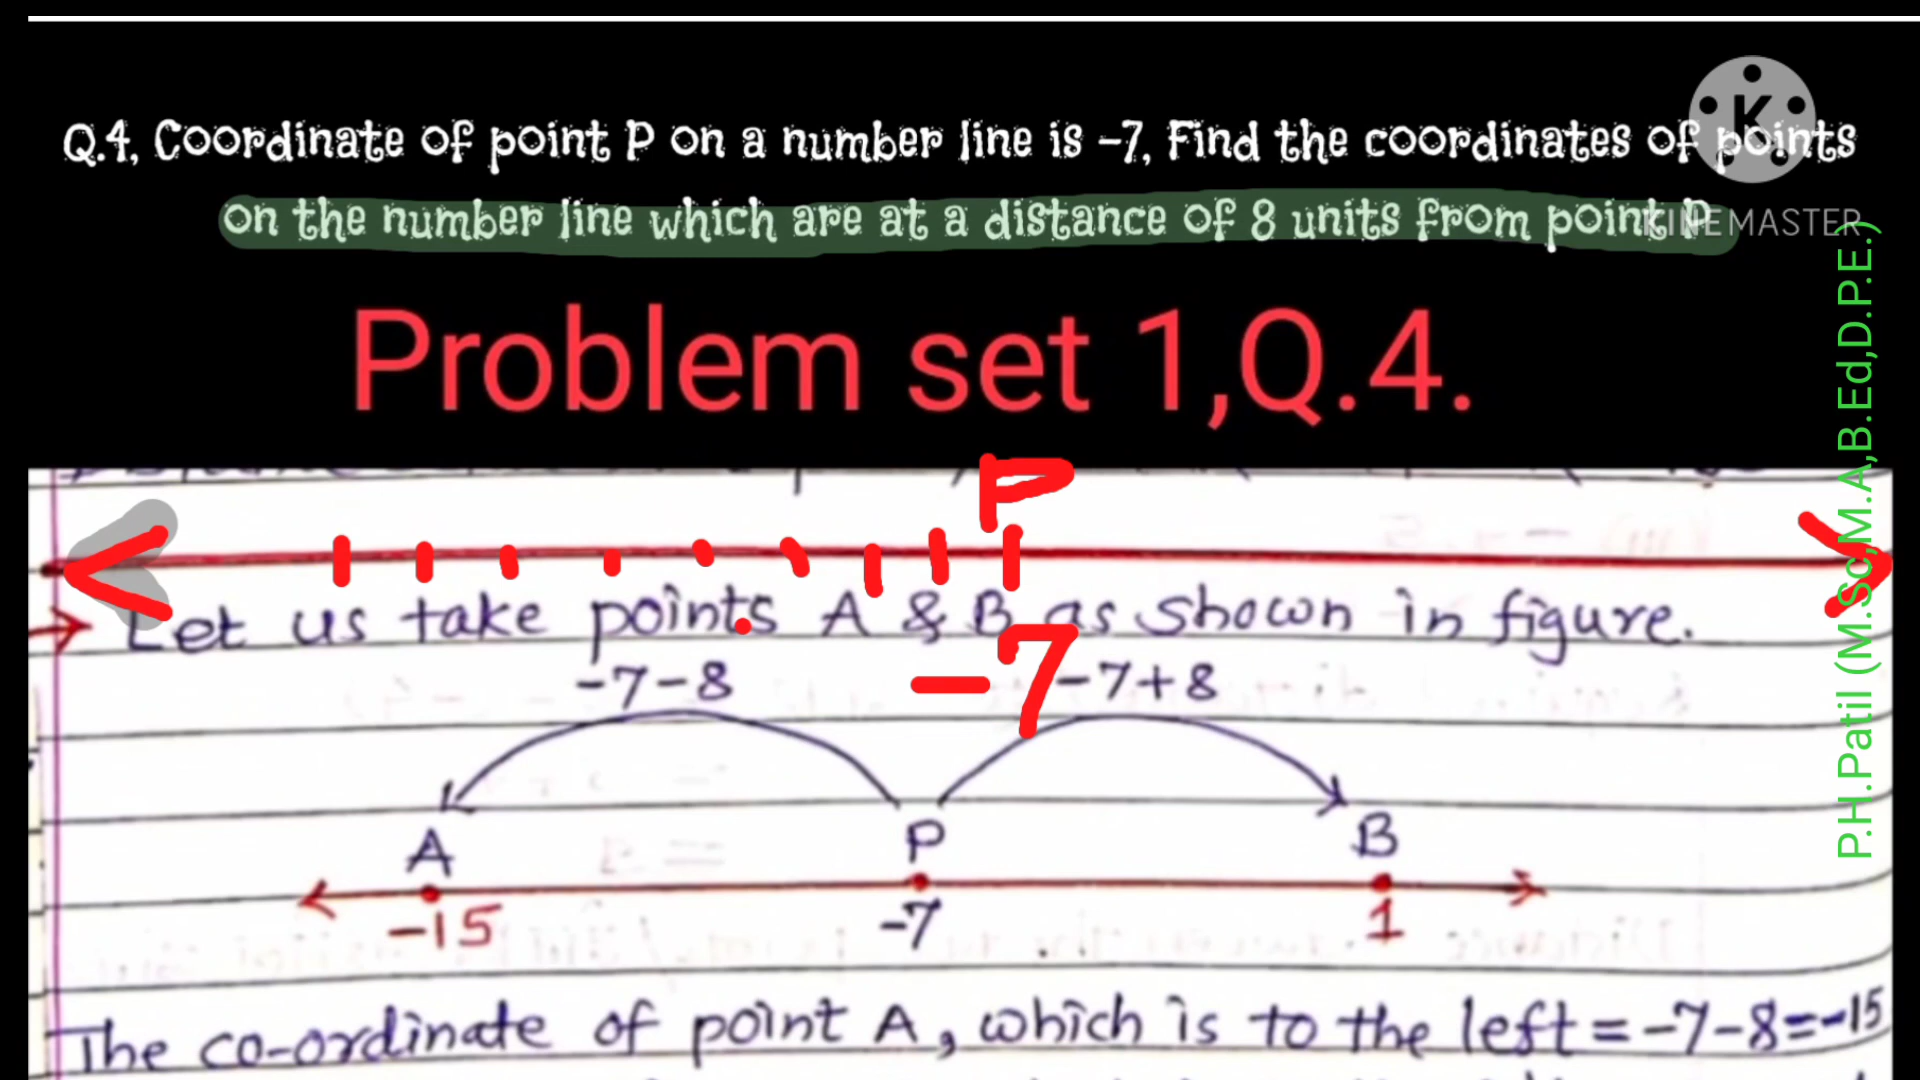 Q.4, Coordinate of point P on a number line is -7, Find the coordinates of points
on the number line which are at a distance of 8 units from point P
KINEMASTER
Problem set 1,Q.4.
P
→ Let us take points A & B as shown in figure.
-7
-7-8 -7+8
A P B
-15 -7 1
The co-ordinate of point A, which is to the left = -7-8=-15
P.H.Patil (M.Sc,M.A,B.Ed,D.P.E.)